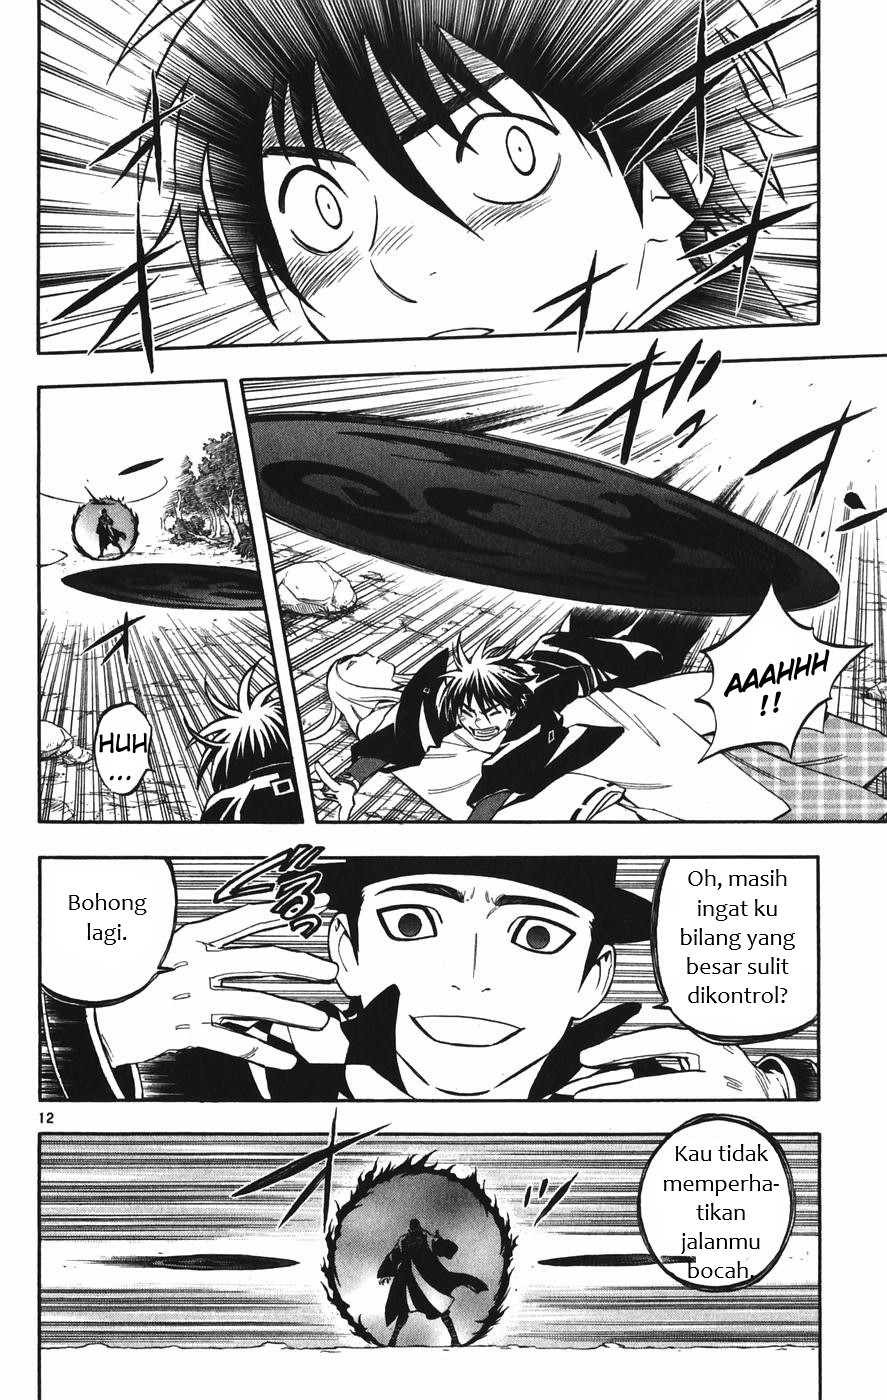 AAAHHH
!!
HUH
...
Oh, masih
ingat ku
bilang yang
besar sulit
dikontrol?
Bohong
lagi.
12
Kau tidak
memperha-
tikan
jalanmu
bocah.